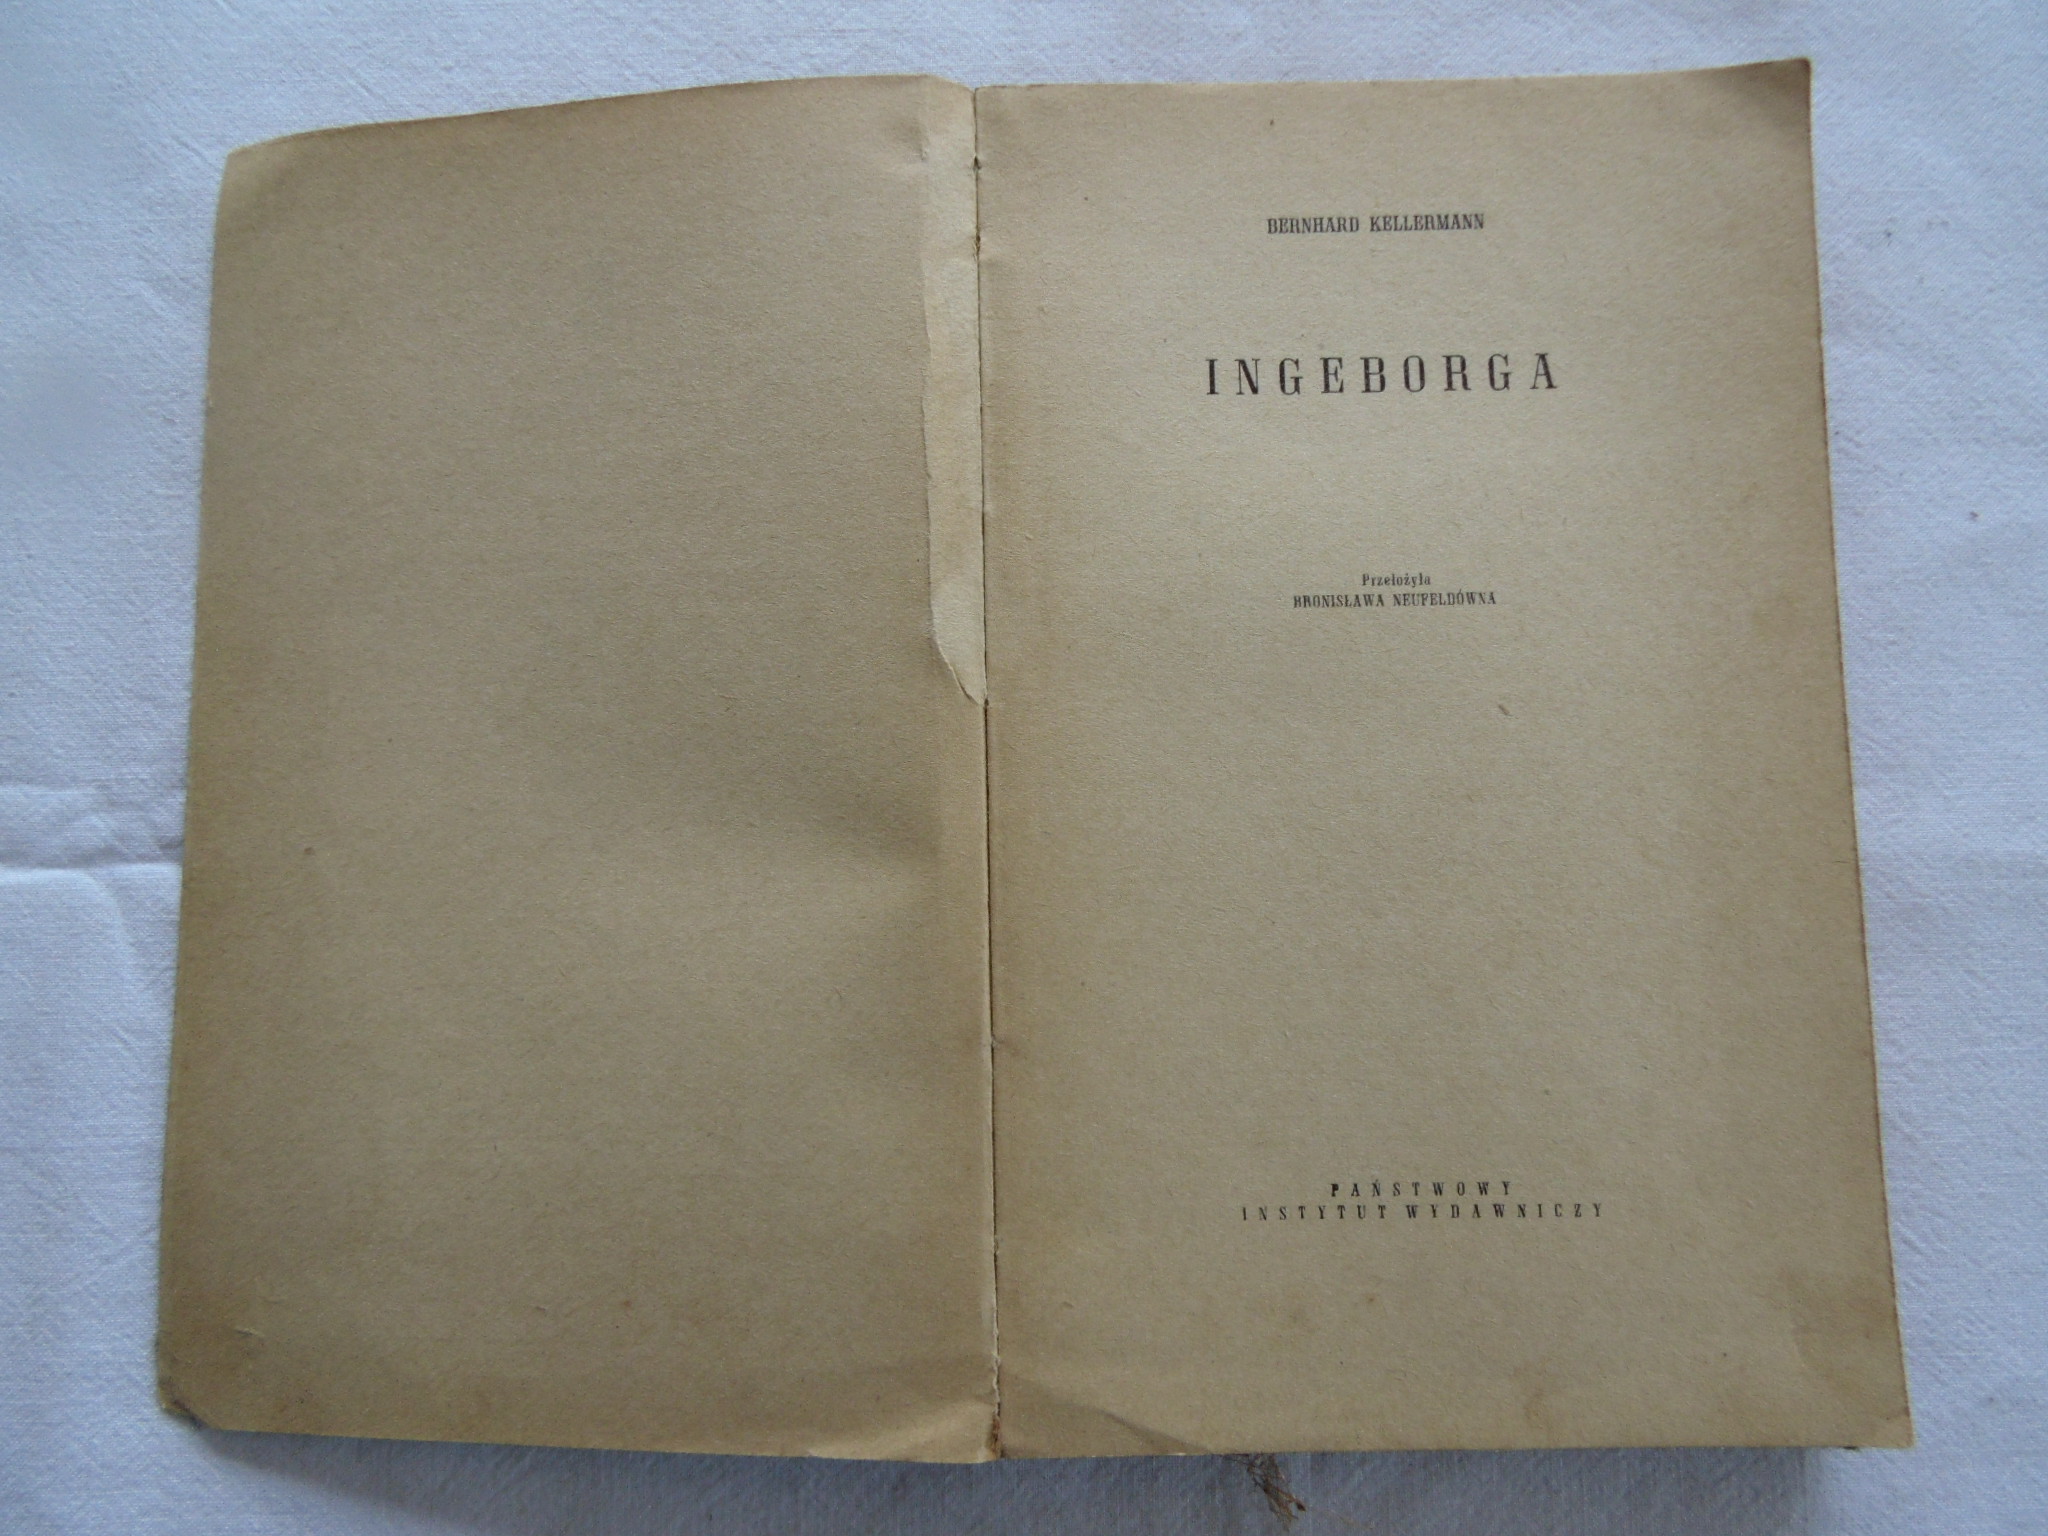 BERNHARD KELLERMANN
INGEBORGA
Przełożyła
BRONISŁAWA NEUFELDÓWNA
PAŃSTWOWY
INSTYTUT WYDAWNICZY